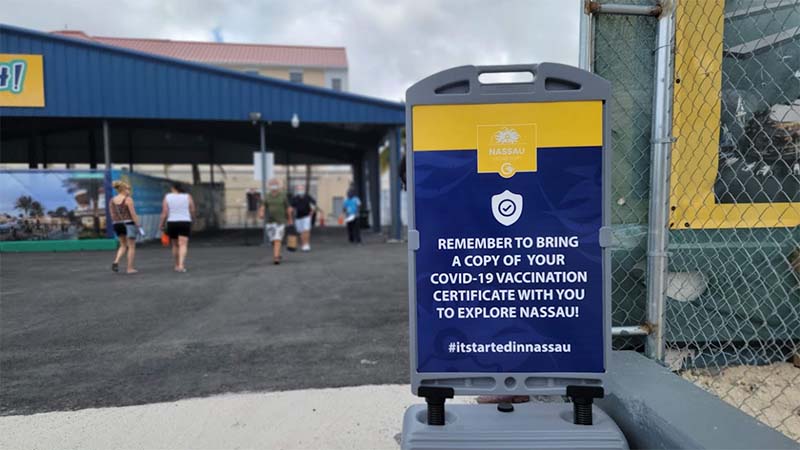 !
NASSAU
REMEMBER TO BRING
A COPY OF YOUR
COVID-19 VACCINATION
CERTIFICATE WITH YOU
TO EXPLORE NASSAU!
#itstartedinnassau